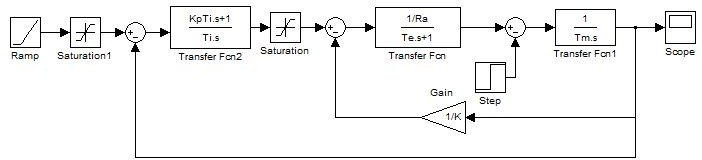 Ramp
Saturation1
KpTi.s+1
Ti.s
Transfer Fcn2
Saturation
1/Ra
Te.s+1
Transfer Fcn
Step
1
Tm.s
Transfer Fcn1
Scope
Gain
1/K